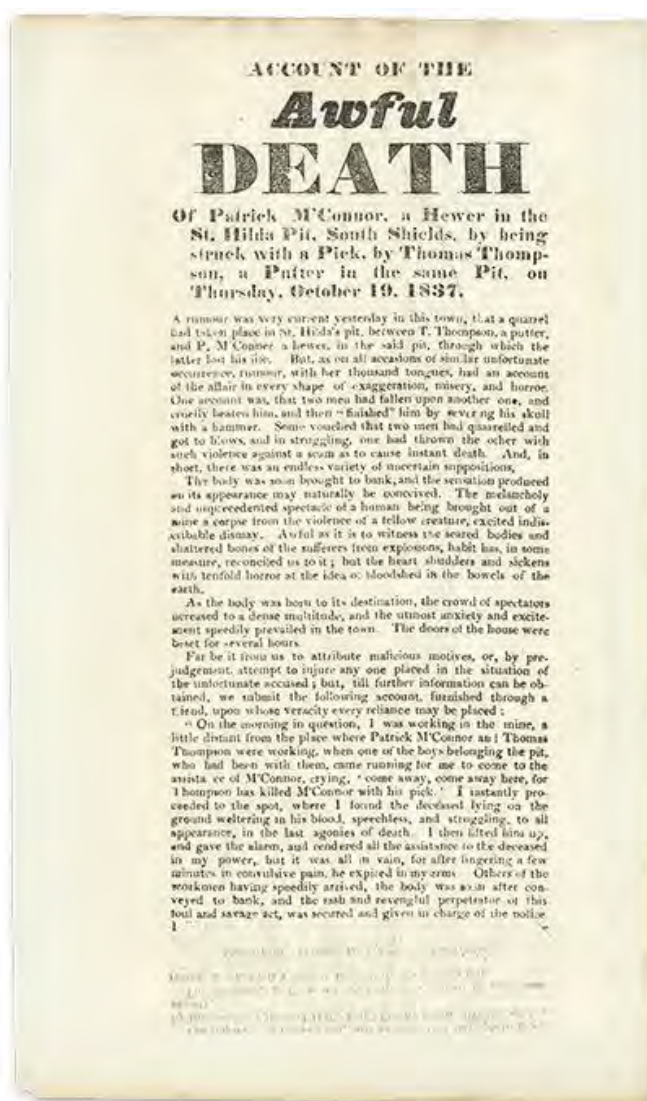 ACCOUNT OF THE
Awful
DEATH
Of Patrick M'Connor, a Hewer in the
St. Hilda Pit, South Shields, by being
struck with a Pick, by Thomas Thomp-
son, a Putter in the same Pit, on
Thursday, October 19, 1837.
A rumour was very current yesterday in this town, that a quarrel
had taken place in St. Hilda's pit, between T. Thompson, a putter,
and P. M'Connor a hewer, in the said pit, through which the
latter lost his life. But, as on all accasions of similar unfortunate
occurrence, rumour, with her thousand tongues, had an account
of the affair in every shape of exaggeration, misery, and horror.
One account was, that two men had fallen upon another one, and
cruelly beaten him, and then "finished" him by severing his skull
with a hammer. Some vouched that two men had quarrelled and
got to blows, and in struggling, one had thrown the other with
such violence against a seam as to cause instant death. And, in
short, there was an endless variety of uncertain suppositions,
The body was soon brought to bank, and the sensation produced
on its appearance may naturally be conceived. The melancholy
and unprecedented spectacle of a human being brought out of a
mine a corpse from the violence of a fellow creature, excited indis-
cribable dismay. Awful as it is to witness the seared bodies and
shattered bones of the sufferers from explosions, habit has, in some
measure, reconciled us to it; but the heart shudders and sickens
with tenfold horror at the idea of bloodshed in the bowels of the
earth.
As the body was born to its destination, the crowd of spectators
increased to a dense multitude, and the utmost anxiety and excite-
ment speedily prevailed in the town. The doors of the house were
beset for several hours.
Far be it from us to attribute malicious motives, or, by pre-
judgement, attempt to injure any one placed in the situation of
the unfortunate accused; but, till further information can be ob-
tained, we submit the following account, furnished through a
friend, upon whose veracity every reliance may be placed:
"On the morning in question, I was working in the mine, a
little distant from the place where Patrick M'Connor and Thomas
Thompson were working, when one of the boys belonging the pit,
who had been with them, came running for me to come to the
assista ce of M'Connor, crying, 'come away, come away here, for
Thompson has killed M'Connor with his pick.' I instantly pro-
ceeded to the spot, where I found the deceased lying on the
ground weltering in his blood, speechless, and struggling, to all
appearance, in the last agonies of death. I then lifted him up,
and gave the alarm, and rendered all the assistance to the deceased
in my power, but it was all in vain, for after lingering a few
minutes in convulsive pain, he expired in my arms. Others of the
workmen having speedily arrived, the body was soon after con-
veyed to bank, and the rash and revengful perpetrator of this
foul and savage act, was secured and given in charge of the police